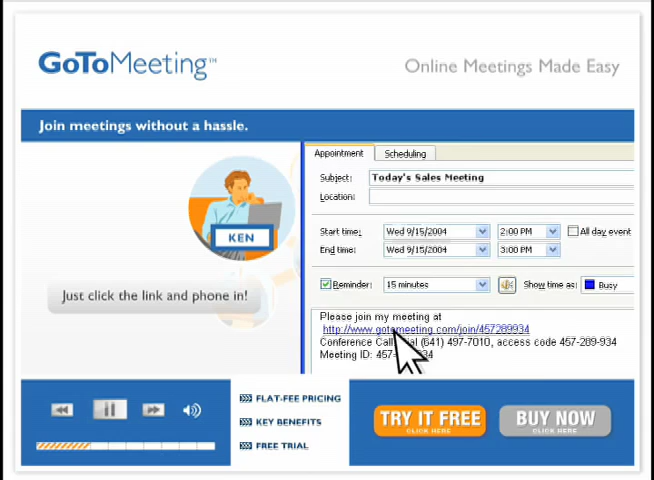 GoToMeeting™
Online Meetings Made Easy
Join meetings without a hassle.
Appointment Scheduling
Subject: Today's Sales Meeting
Location:
Start time: Wed 9/15/2004 2:00 PM All day event
End time: Wed 9/15/2004 3:00 PM
Reminder: 15 minutes Show time as: Busy
KEN
Just click the link and phone in!
Please join my meeting at
http://www.gotomeeting.com/join/457289934
Conference Call: (641) 497-7010, access code 457-289-934
Meeting ID:
FLAT-FEE PRICING
KEY BENEFITS
FREE TRIAL
TRY IT FREE
CLICK HERE
BUY NOW
CLICK HERE